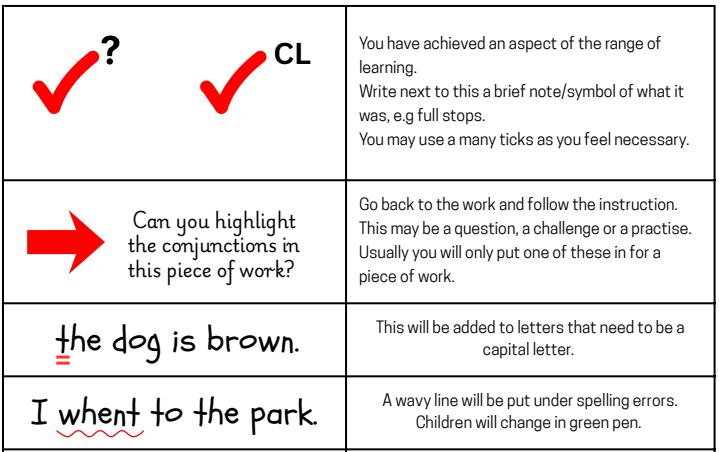 ?
CL
You have achieved an aspect of the range of
learning.
Write next to this a brief note/symbol of what it
was, e.g full stops.
You may use a many ticks as you feel necessary.
Can you highlight
the conjunctions in
this piece of work?
Go back to the work and follow the instruction.
This may be a question, a challenge or a practise.
Usually you will only put one of these in for a
piece of work.
the dog is brown.
This will be added to letters that need to be a
capital letter.
I whent to the park.
A wavy line will be put under spelling errors.
Children will change in green pen.